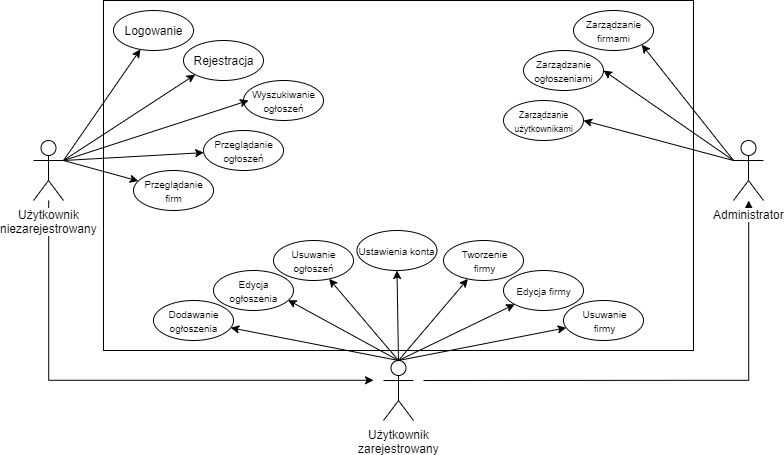 Logowanie
Rejestracja
Wyszukiwanie
ogłoszeń
Przeglądanie
ogłoszeń
Przeglądanie
firm
Zarządzanie
firmami
Zarządzanie
ogłoszeniami
Zarządzanie
użytkownikami
Użytkownik
niezarejestrowany
Administrator
Dodawanie
ogłoszenia
Edycja
ogłoszenia
Usuwanie
ogłoszeń
Ustawienia konta
Tworzenie
firmy
Edycja firmy
Usuwanie
firmy
Użytkownik
zarejestrowany